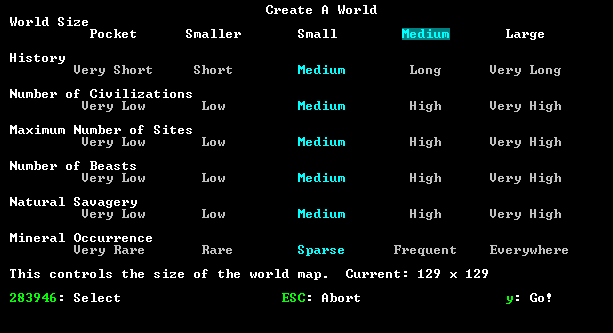 Create A World
World Size
Pocket Smaller Small Medium Large
History
Very Short Short Medium Long Very Long
Number of Civilizations
Very Low Low Medium High Very High
Maximum Number of Sites
Very Low Low Medium High Very High
Number of Beasts
Very Low Low Medium High Very High
Natural Savagery
Very Low Low Medium High Very High
Mineral Occurrence
Very Rare Rare Sparse Frequent Everywhere
This controls the size of the world map. Current: 129 x 129
283946: Select ESC: Abort y: Go!